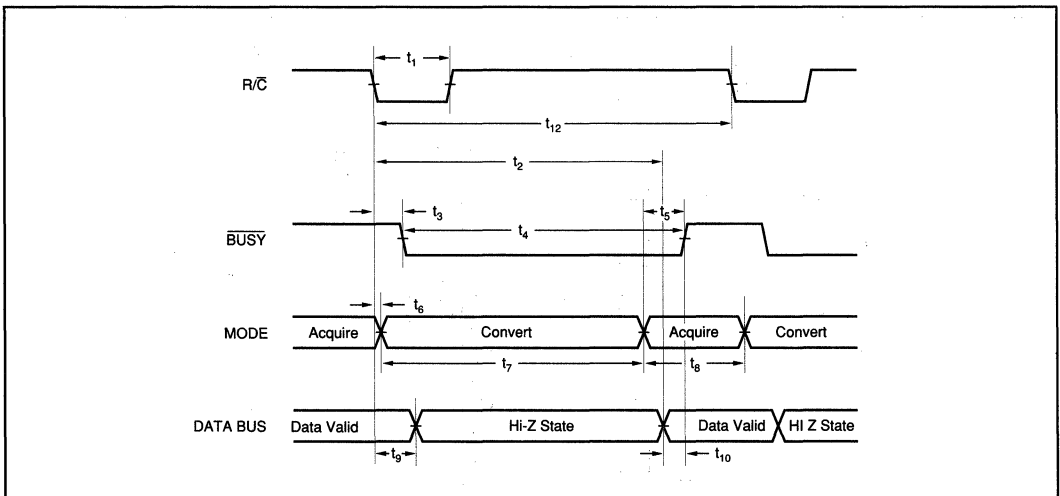 t₁
R/C̅
t₁₂
t₂
t₃ t₅
B̅U̅S̅Y̅ t₄
t₆
MODE Acquire Convert Acquire Convert
t₇ t₈
DATA BUS Data Valid Hi-Z State Data Valid HI Z State
t₉ t₁₀